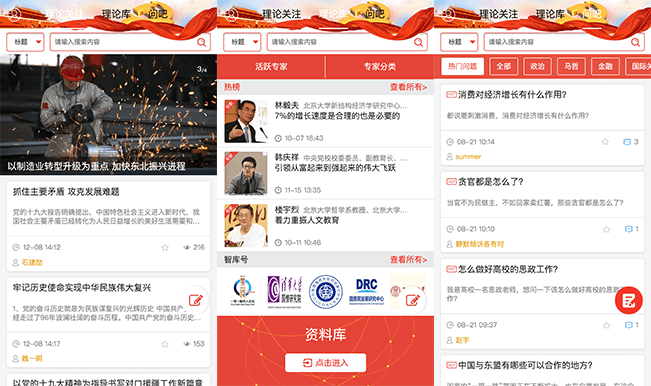 理论关注 理论库 问吧
标题 请输入搜索内容
3/4
以制造业转型升级为重点 加快东北振兴进程
抓住主要矛盾 攻克发展难题
党的十九大报告明确提出，中国特色社会主义进入新时代，我
国社会主要矛盾已经转化为人民日益增长的美好生活需要和...
12-08 14:12 216
石建勋
牢记历史使命实现中华民族伟大复兴
1、党的奋斗历史就是为民族谋复兴的光辉历史 中国共产...
经走过了96年波澜壮阔的奋斗历程。中国共产党的奋斗历史...
12-08 14:17 153
魏一明
以党的十九大精神为指导书写对口援疆工作新篇章
理论关注 理论库 问吧
标题 请输入搜索内容
活跃专家 专家分类
热榜 查看所有>
林毅夫 北京大学新结构经济学研究中心...
7%的增长速度是合理的也是必要的
10-07 16:43
韩庆祥 中央党校校委委员、副教育长、...
引领从富起来到强起来的伟大飞跃
11-15 13:35
楼宇烈 北京大学哲学系教授、北京大学...
着力重振人文教育
10-11 10:46
智库号 查看所有>
清华大学
国情研究院
DRC
国务院发展研究中心
资料库
点击进入
理论关注 理论库 问吧
标题 请输入搜索内容
热门问题 全部 政治 马哲 金融 国际关
消费对经济增长有什么作用?
都说要刺激消费，消费对经济增长有什么作用。
08-21 10:14 3
summer
贪官都是怎么了?
当官不为民做主，不如回家卖红薯，那些贪官都是怎么了。
08-21 10:10 1
静默倾诉各有时
怎么做好高校的思政工作?
我是高校一名思政老师，想问一下该怎么做好高校的思政工作
?
08-21 09:37 1
赵宇
中国与东盟有哪些可以合作的地方?